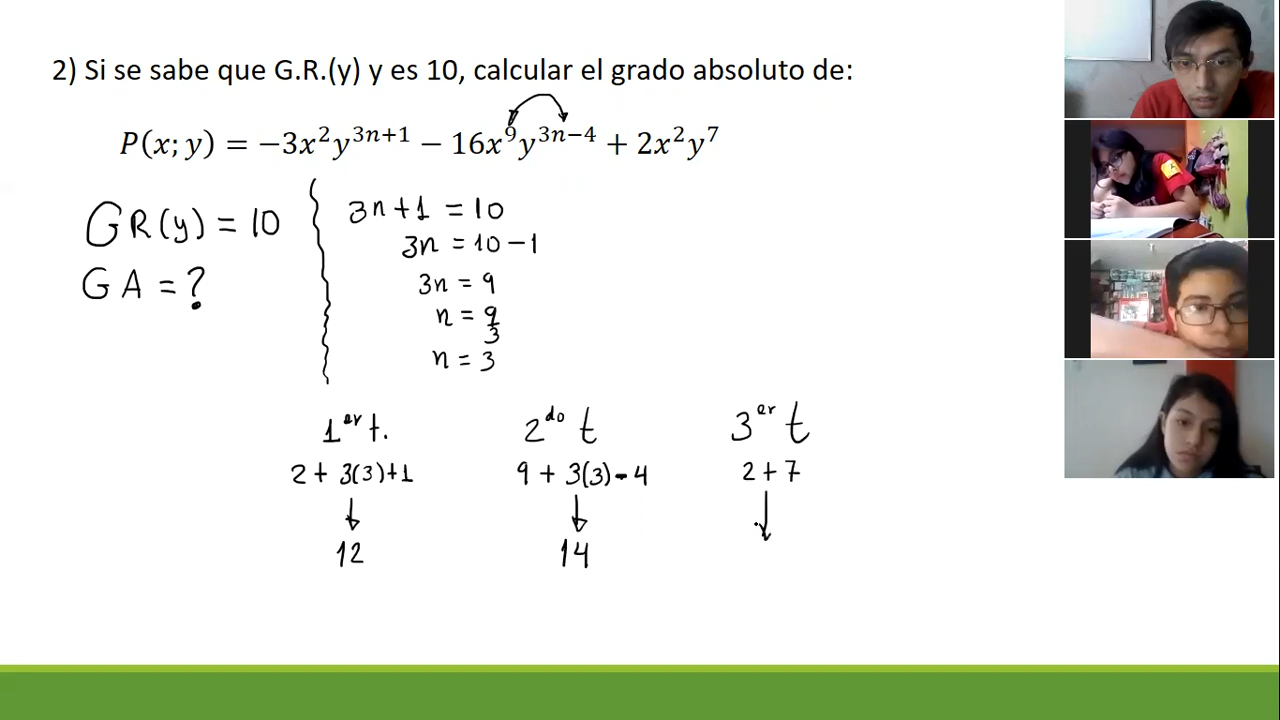 2) Si se sabe que G.R.(y) y es 10, calcular el grado absoluto de:
P(x; y) = −3x²y³ⁿ⁺¹ − 16x⁹y³ⁿ⁻⁴ + 2x²y⁷
GR(y) = 10
GA = ?
3n+1 = 10
3n = 10 − 1
3n = 9
n = 9/3
n = 3
1er t. 2do t 3er t
2 + 3(3)+1 9 + 3(3)-4 2 + 7
12 14